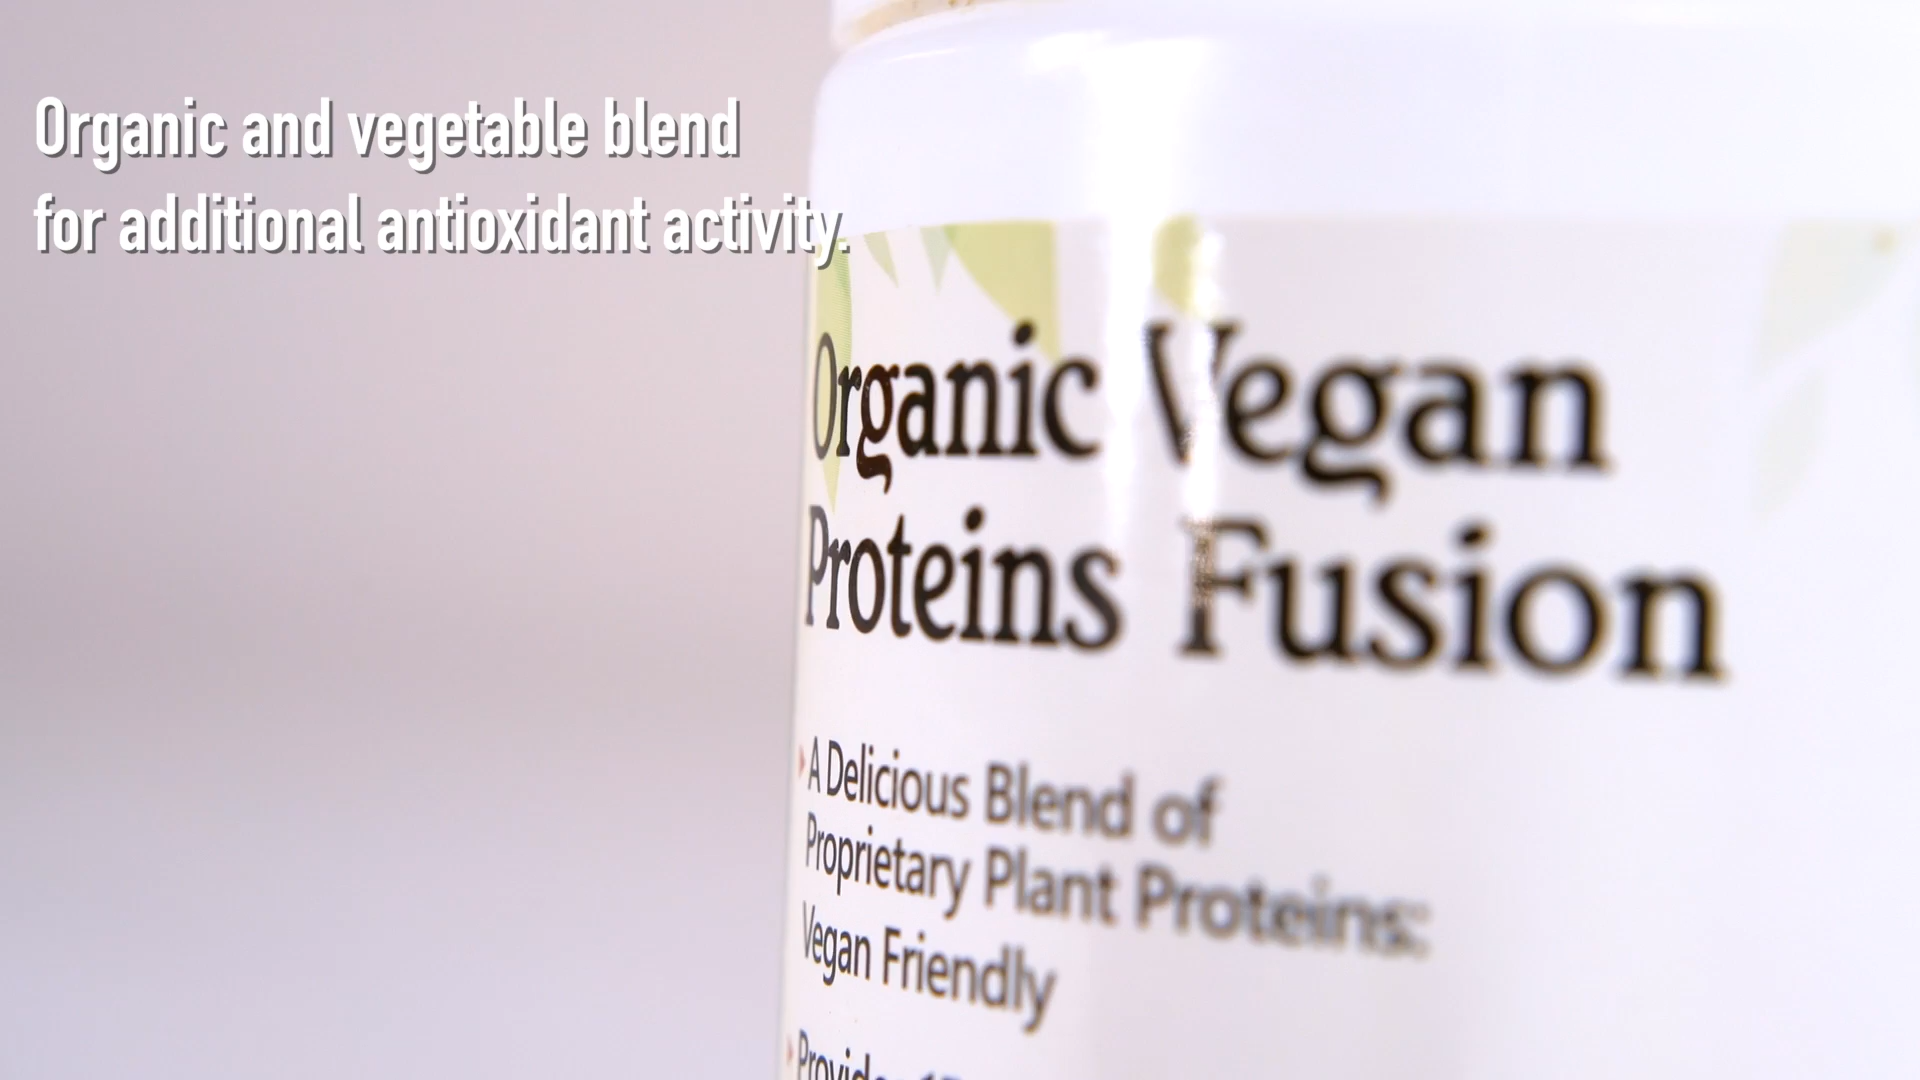 Organic and vegetable blend
for additional antioxidant activity.
Organic Vegan
Proteins Fusion
A Delicious Blend of
Proprietary Plant Proteins:
Vegan Friendly